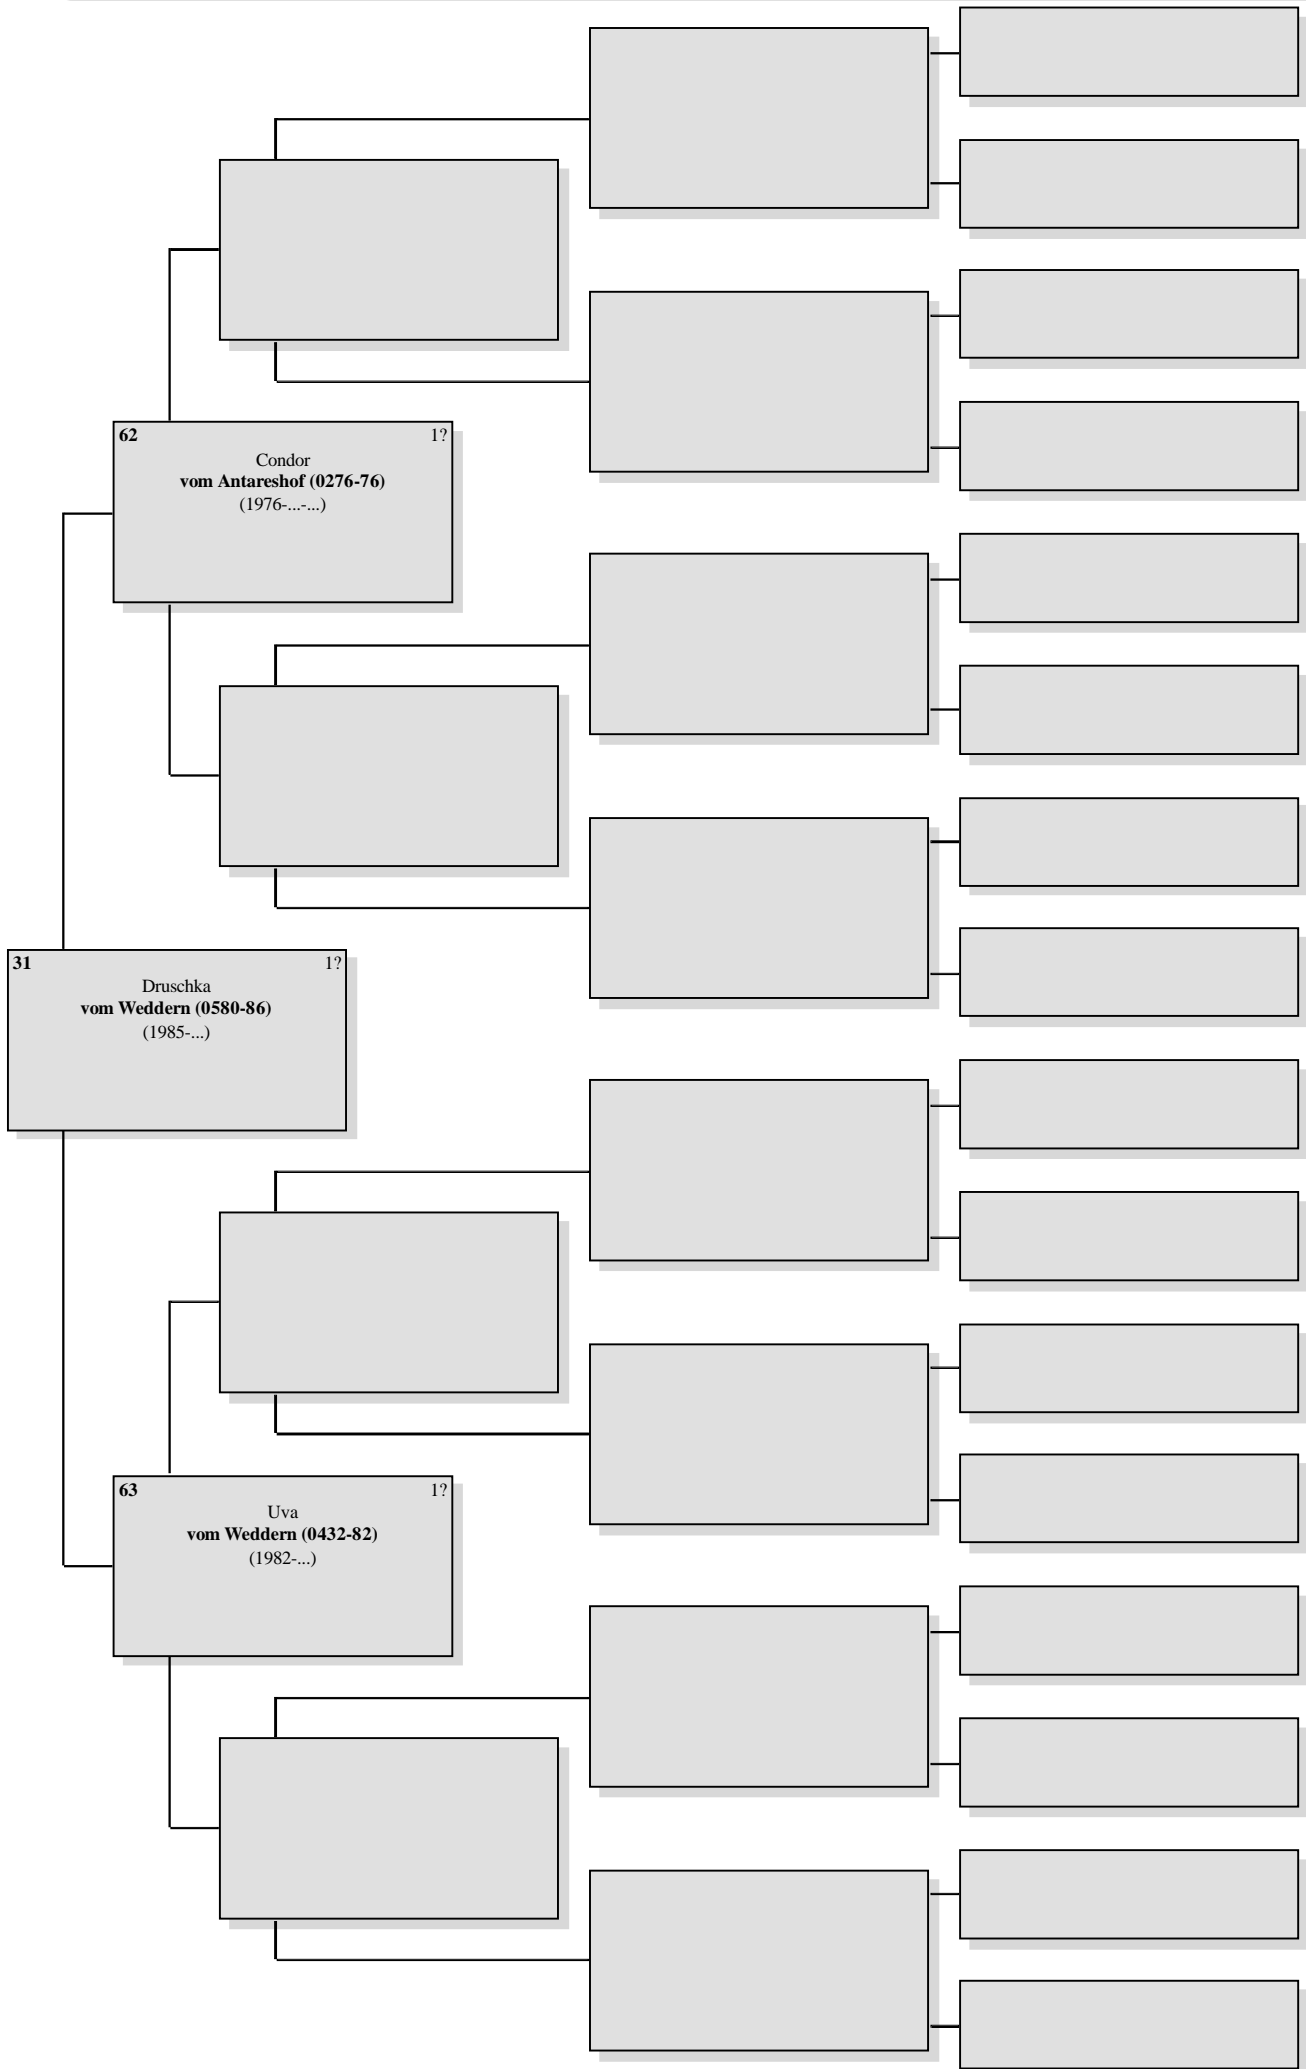 62 1?
Condor
vom Antareshof (0276-76)
(1976-...-...)
31 1?
Druschka
vom Weddern (0580-86)
(1985-...)
63 1?
Uva
vom Weddern (0432-82)
(1982-...)